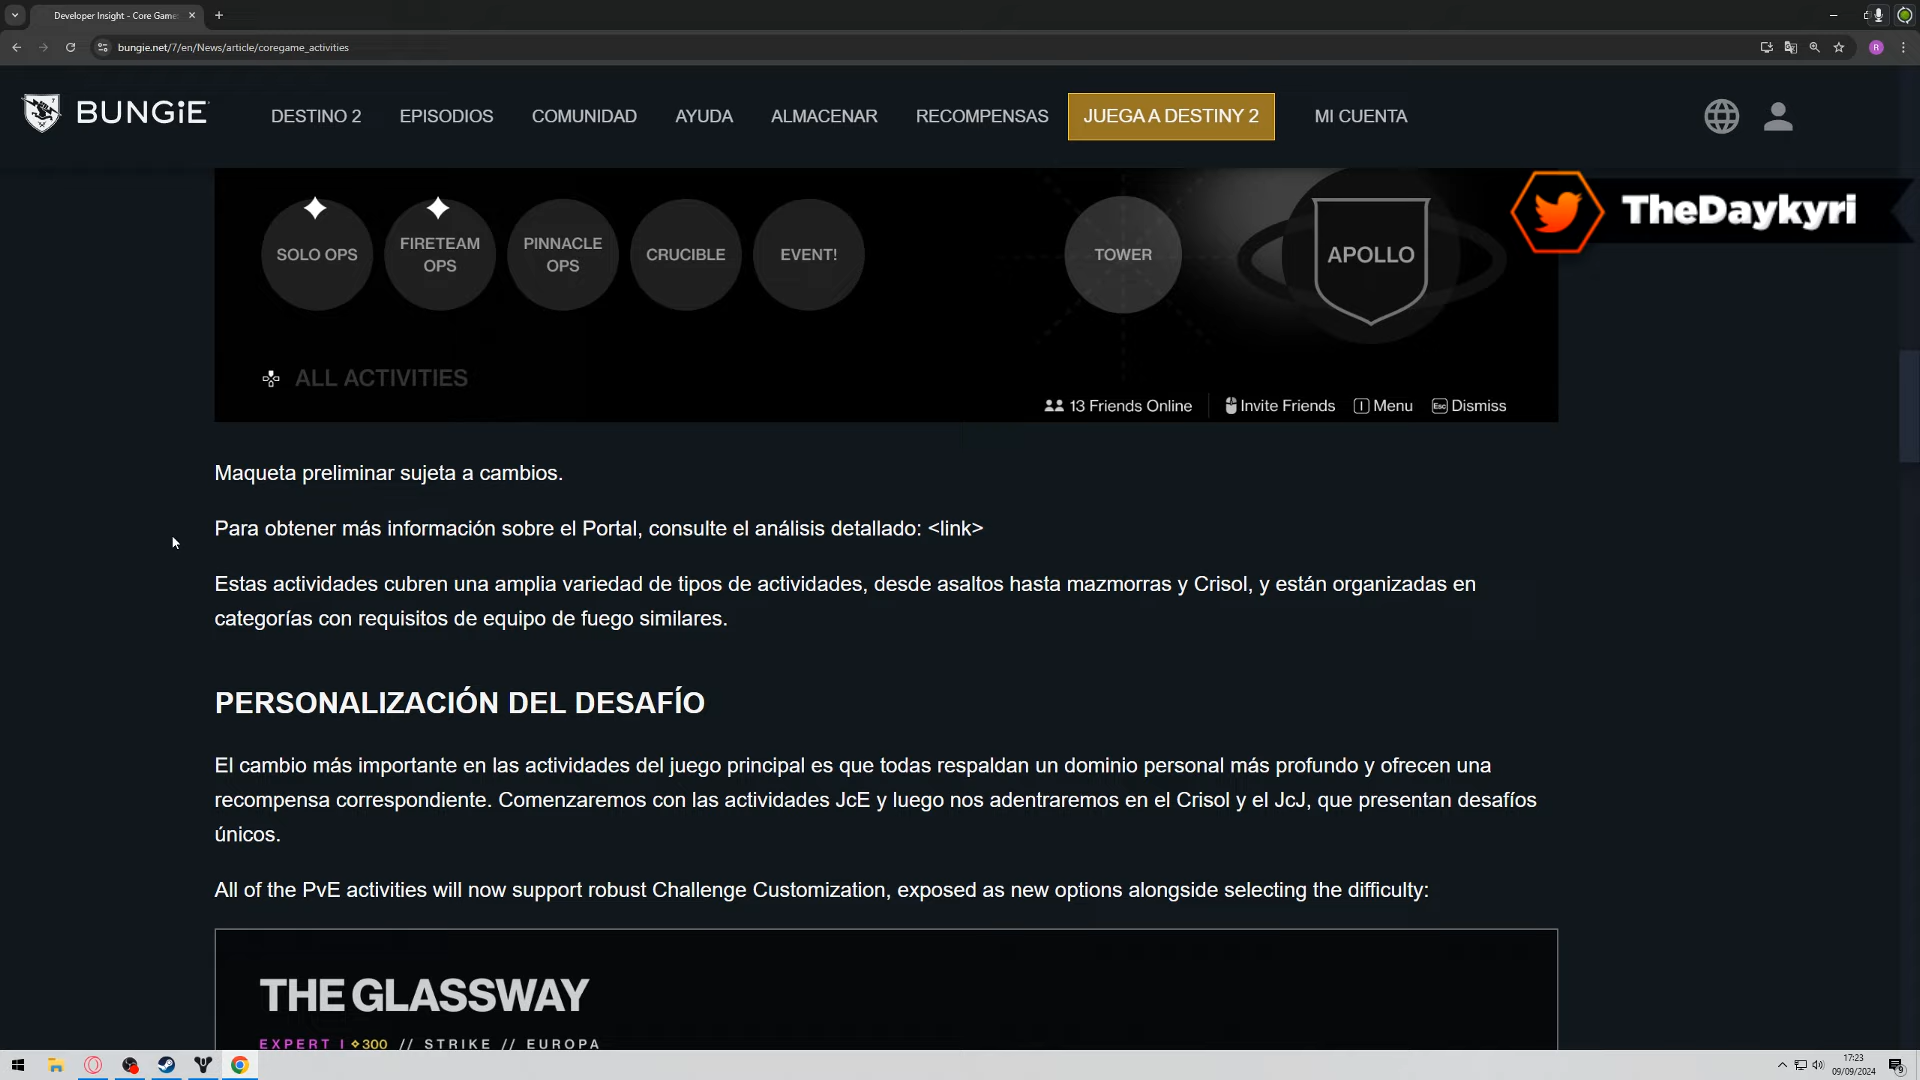 Developer Insight - Core Game
bungie.net/7/en/News/article/coregame_activities
R
BUNGiE
DESTINO 2
EPISODIOS
COMUNIDAD
AYUDA
ALMACENAR
RECOMPENSAS
JUEGA A DESTINY 2
MI CUENTA
TheDaykyri
SOLO OPS
FIRETEAM
OPS
PINNACLE
OPS
CRUCIBLE
EVENT!
TOWER
APOLLO
ALL ACTIVITIES
13 Friends Online
Invite Friends
I Menu
Esc Dismiss
Maqueta preliminar sujeta a cambios.
Para obtener más información sobre el Portal, consulte el análisis detallado: <link>
Estas actividades cubren una amplia variedad de tipos de actividades, desde asaltos hasta mazmorras y Crisol, y están organizadas en
categorías con requisitos de equipo de fuego similares.
PERSONALIZACIÓN DEL DESAFÍO
El cambio más importante en las actividades del juego principal es que todas respaldan un dominio personal más profundo y ofrecen una
recompensa correspondiente. Comenzaremos con las actividades JcE y luego nos adentraremos en el Crisol y el JcJ, que presentan desafíos
únicos.
All of the PvE activities will now support robust Challenge Customization, exposed as new options alongside selecting the difficulty:
THE GLASSWAY
EXPERT I 300 // STRIKE // EUROPA
17:23
09/09/2024